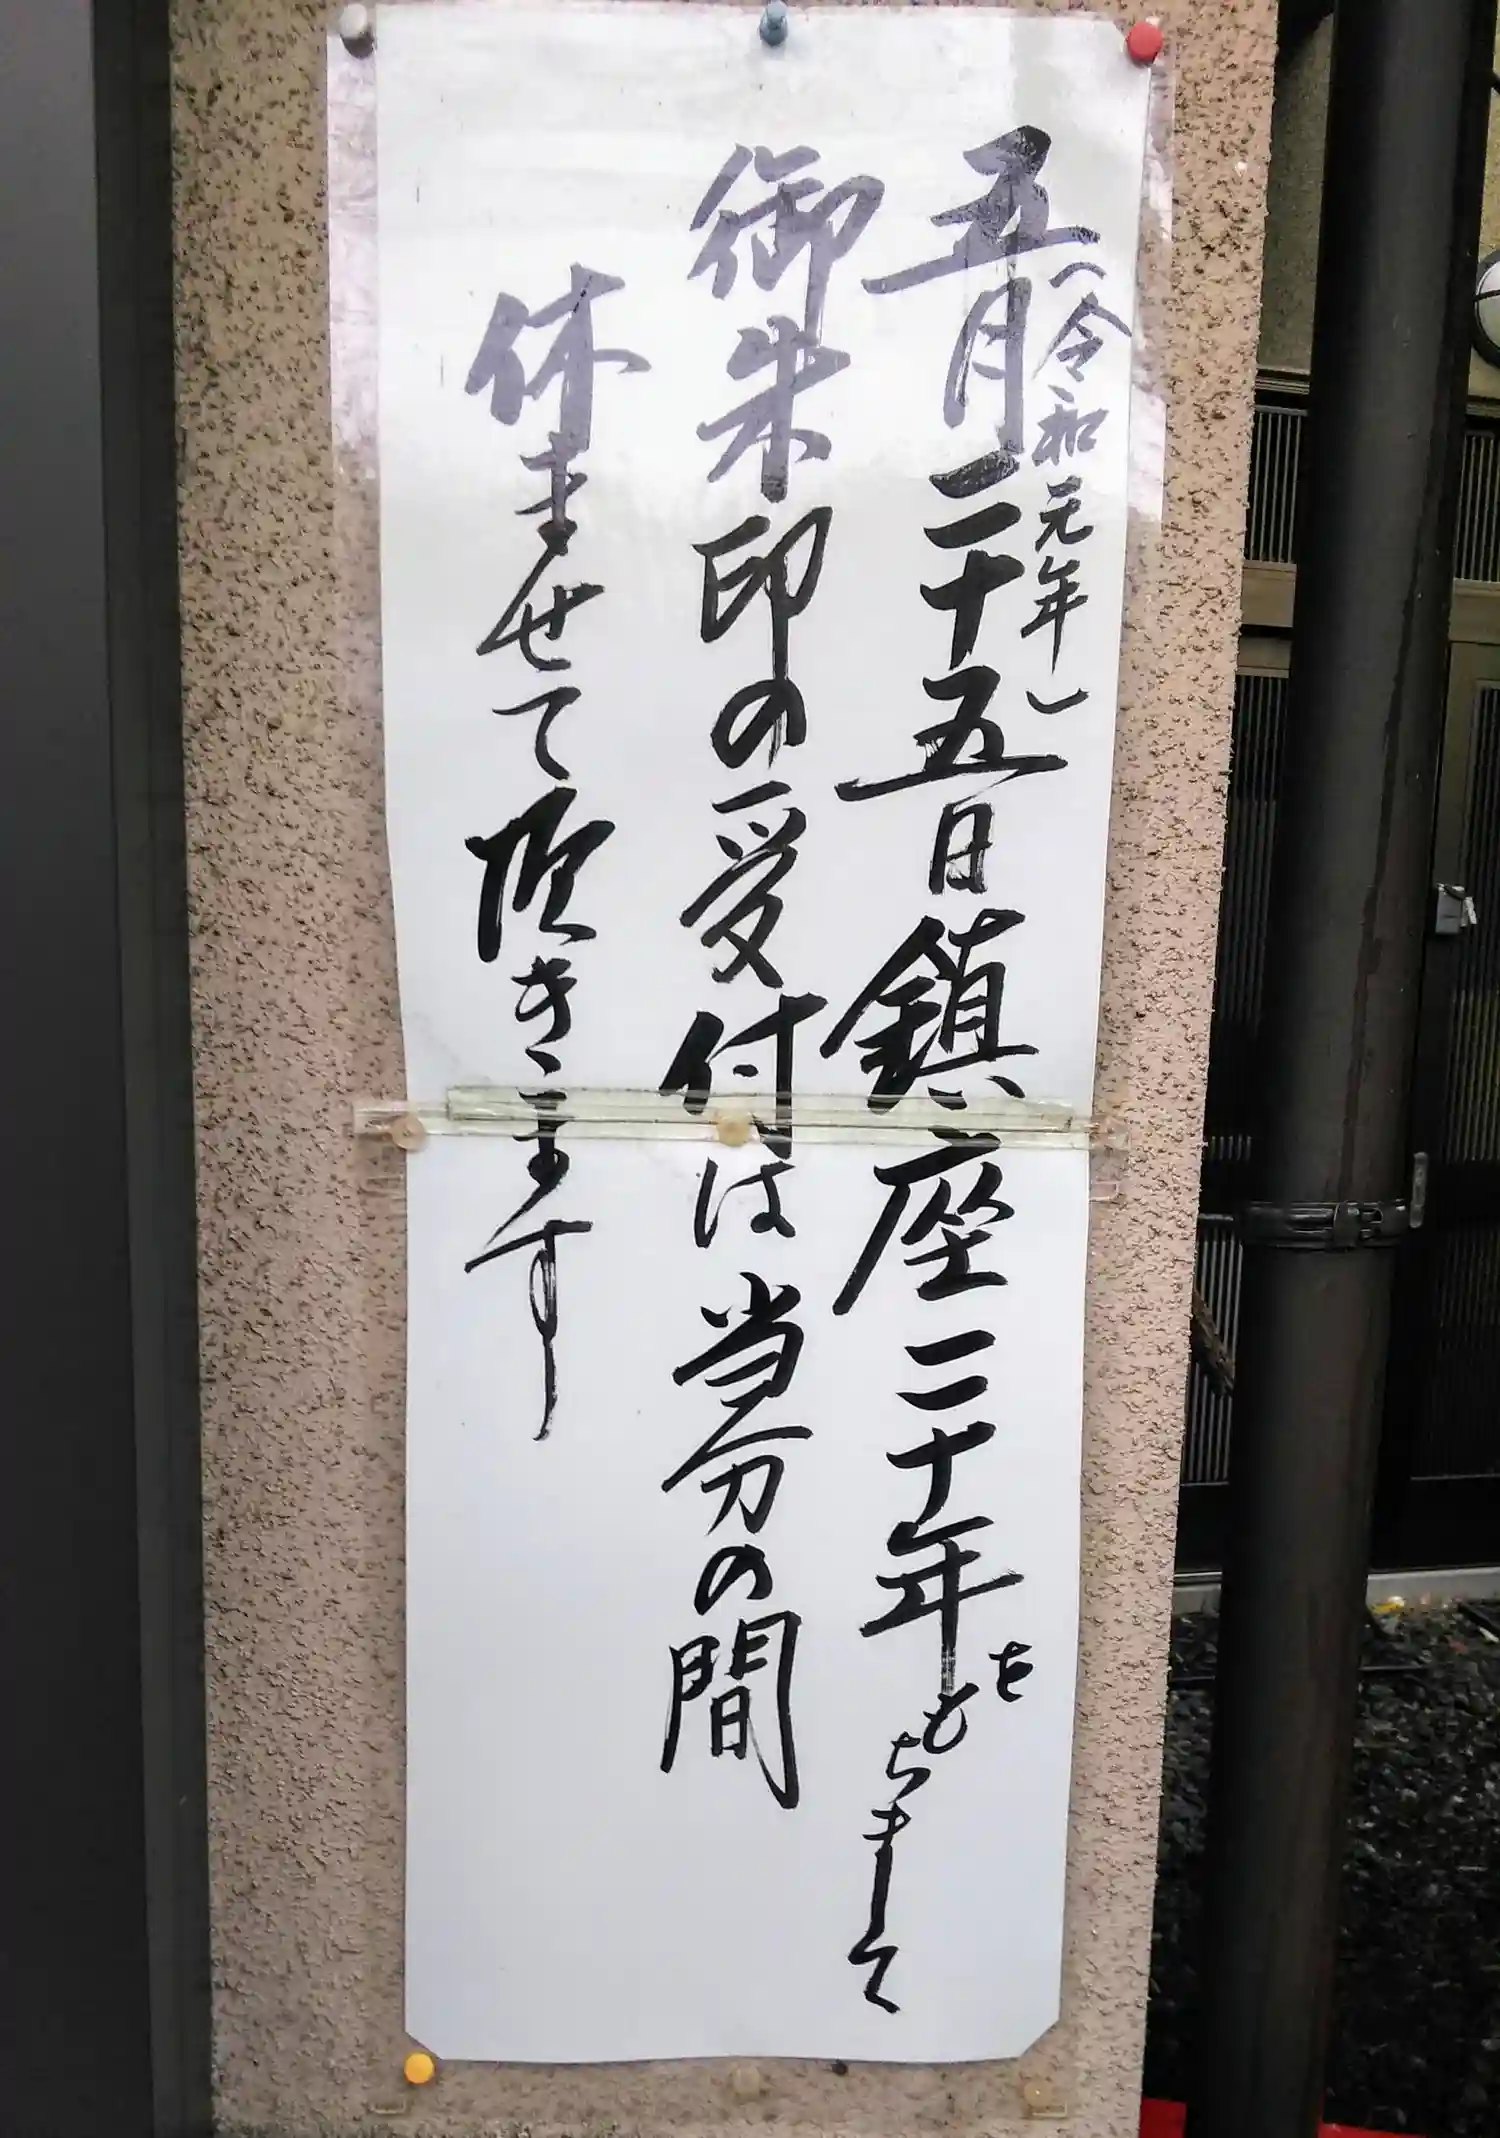 (令和元年)
五月二十五日鎮座二十年をもちまして
御朱印の受付は当分の間
休ませて頂きます